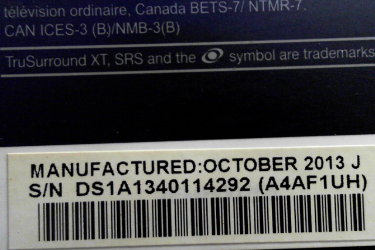 télévision ordinaire, Canada BETS-7/ NTMR-7.
CAN ICES-3 (B)/NMB-3(B)
TruSurround XT, SRS and the symbol are trademarks
MANUFACTURED:OCTOBER 2013 J
S/N DS1A1340114292 (A4AF1UH)